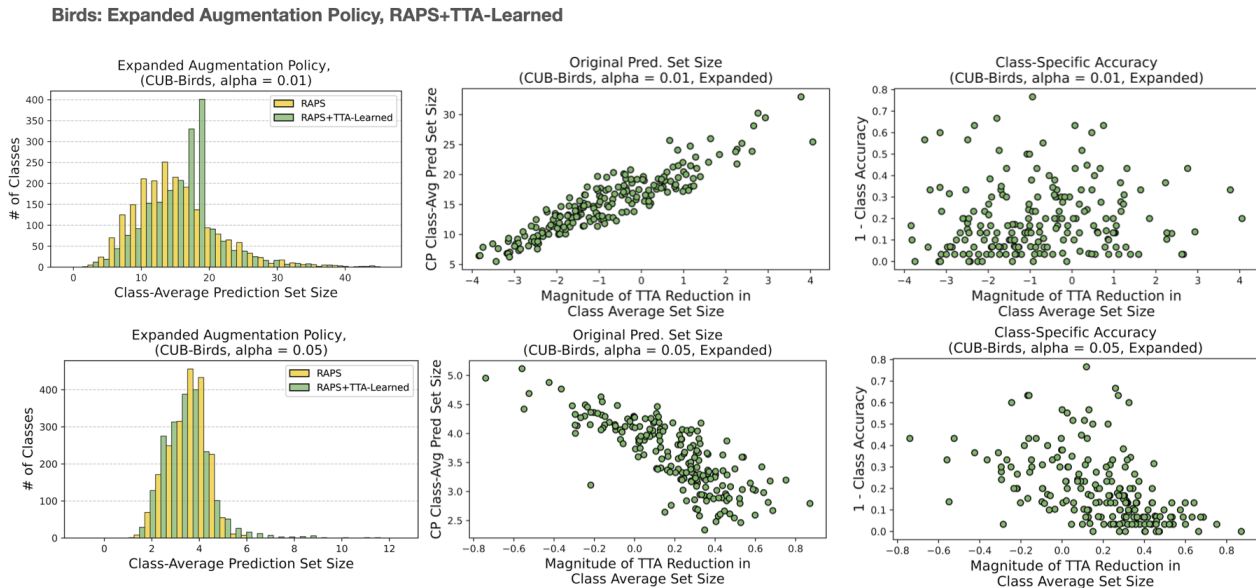 Birds: Expanded Augmentation Policy, RAPS+TTA-Learned
Expanded Augmentation Policy,
(CUB-Birds, alpha = 0.01)
# of Classes
400
350
300
250
200
150
100
50
0
RAPS
RAPS+TTA-Learned
0
10
20
30
40
Class-Average Prediction Set Size
Original Pred. Set Size
(CUB-Birds, alpha = 0.01, Expanded)
CP Class-Avg Pred Set Size
30
25
20
15
10
5
−4
−3
−2
−1
0
1
2
3
4
Magnitude of TTA Reduction in
Class Average Set Size
Class-Specific Accuracy
(CUB-Birds, alpha = 0.01, Expanded)
1 - Class Accuracy
0.8
0.7
0.6
0.5
0.4
0.3
0.2
0.1
0.0
−4
−3
−2
−1
0
1
2
3
4
Magnitude of TTA Reduction in
Class Average Set Size
Expanded Augmentation Policy,
(CUB-Birds, alpha = 0.05)
# of Classes
400
300
200
100
0
RAPS
RAPS+TTA-Learned
0
2
4
6
8
10
12
Class-Average Prediction Set Size
Original Pred. Set Size
(CUB-Birds, alpha = 0.05, Expanded)
CP Class-Avg Pred Set Size
5.0
4.5
4.0
3.5
3.0
2.5
−0.8
−0.6
−0.4
−0.2
0.0
0.2
0.4
0.6
0.8
Magnitude of TTA Reduction in
Class Average Set Size
Class-Specific Accuracy
(CUB-Birds, alpha = 0.05, Expanded)
1 - Class Accuracy
0.8
0.7
0.6
0.5
0.4
0.3
0.2
0.1
0.0
−0.8
−0.6
−0.4
−0.2
0.0
0.2
0.4
0.6
0.8
Magnitude of TTA Reduction in
Class Average Set Size